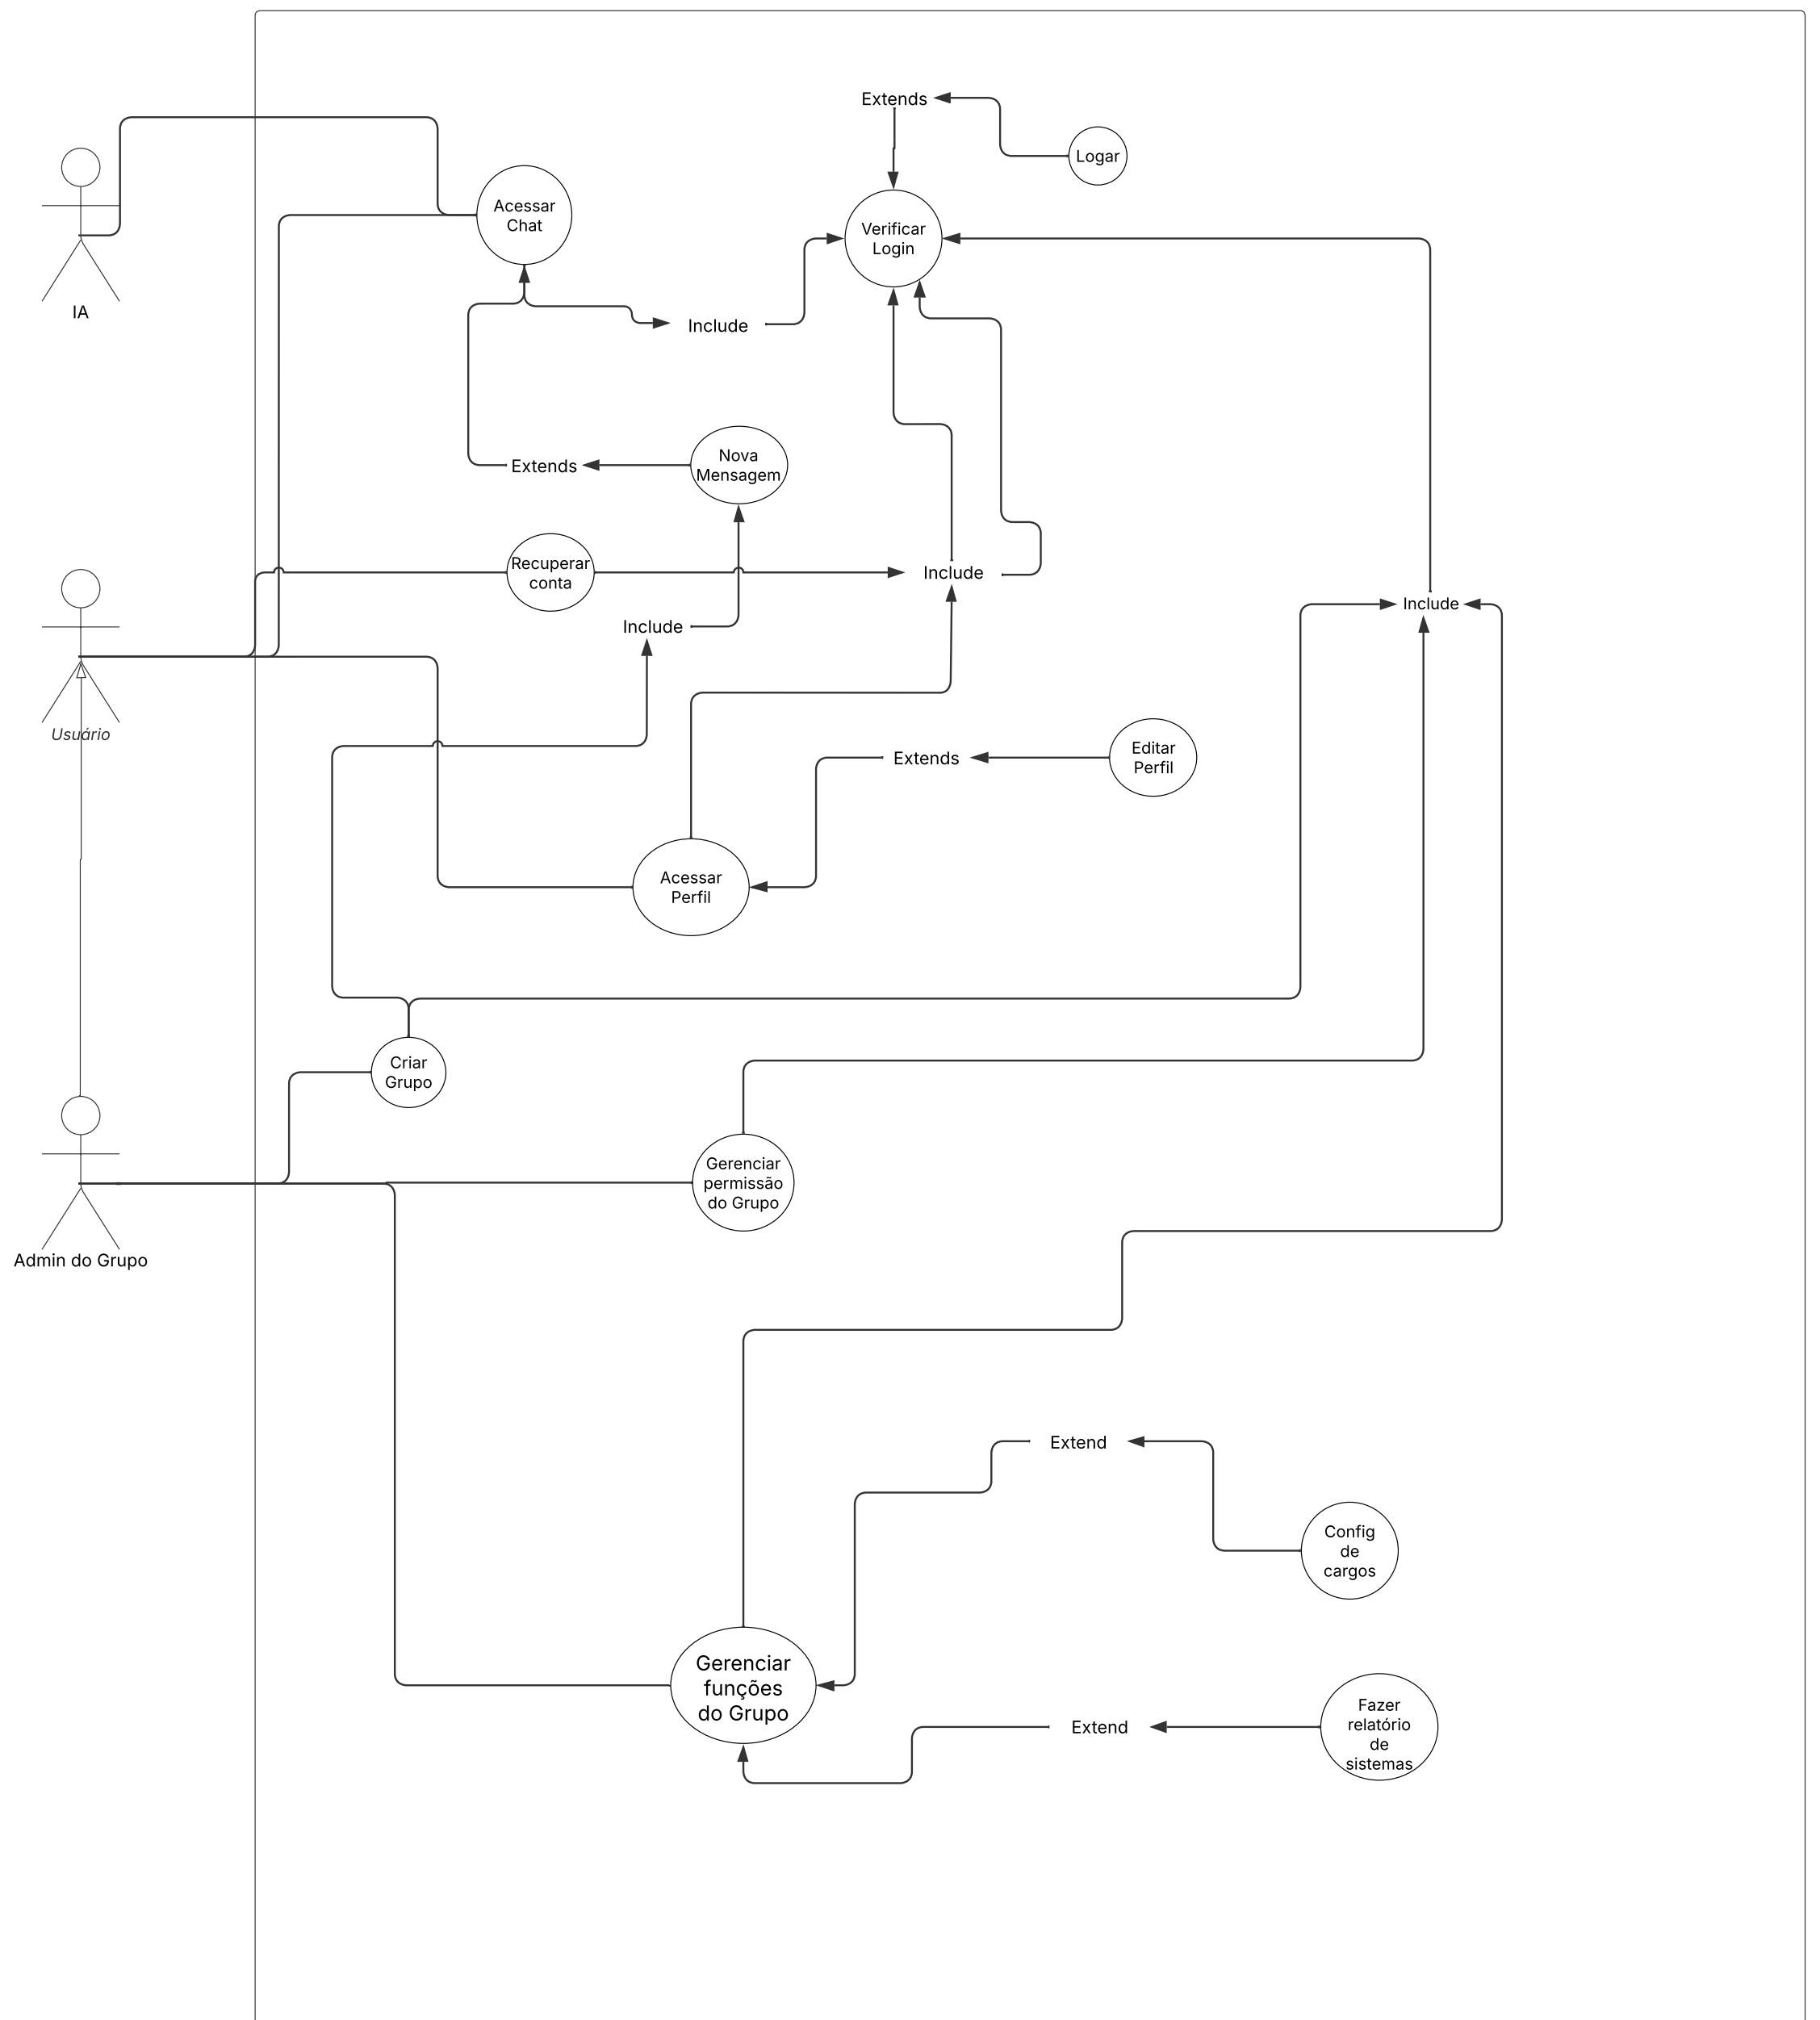 Extends
Logar
Acessar
Chat
Verificar
Login
IA
Include
Extends
Nova
Mensagem
Recuperar
conta
Include
Include
Include
Usuário
Extends
Editar
Perfil
Acessar
Perfil
Criar
Grupo
Gerenciar
permissão
do Grupo
Admin do Grupo
Extend
Config
de
cargos
Gerenciar
funções
do Grupo
Extend
Fazer
relatório
de
sistemas